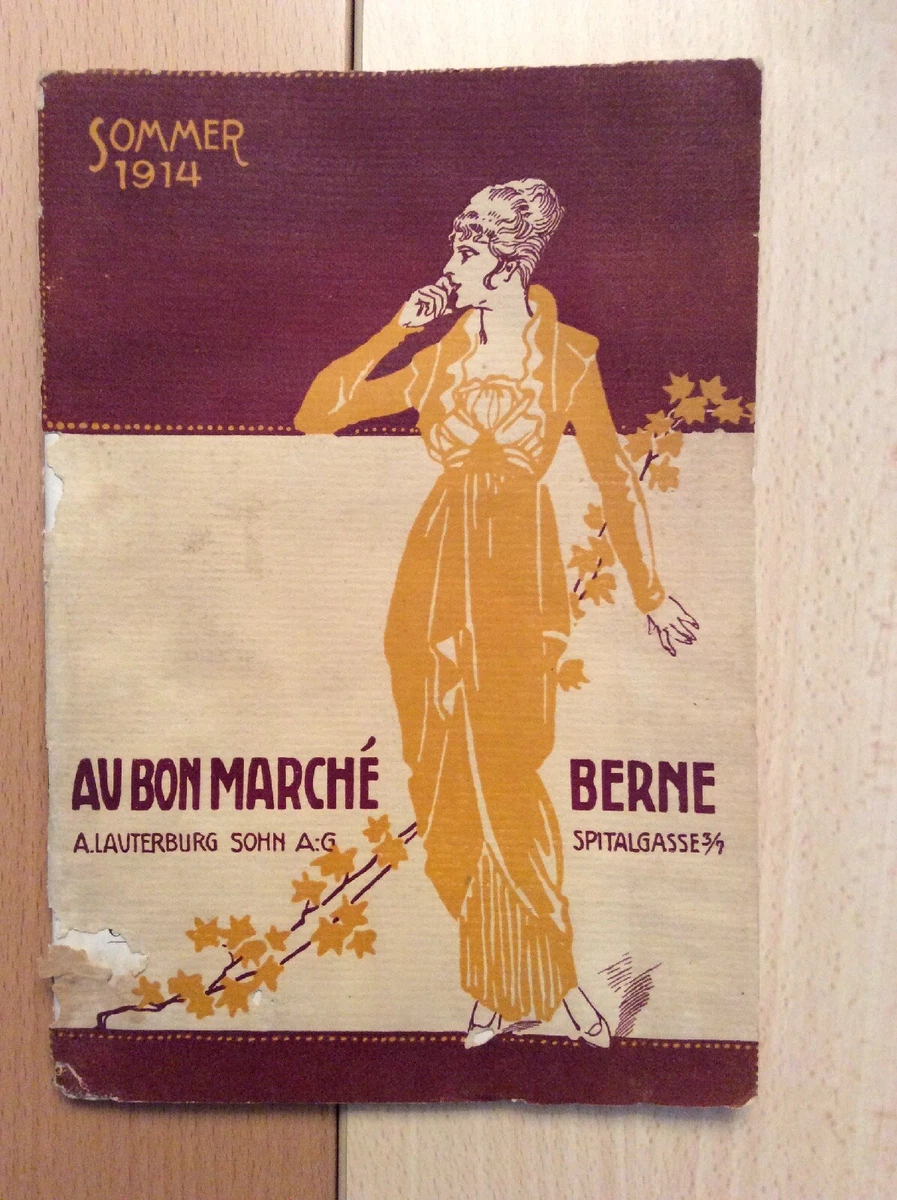 SOMMER
1914
AU BON MARCHÉ BERNE
A. LAUTERBURG SOHN A.-G. SPITALGASSE 3/7